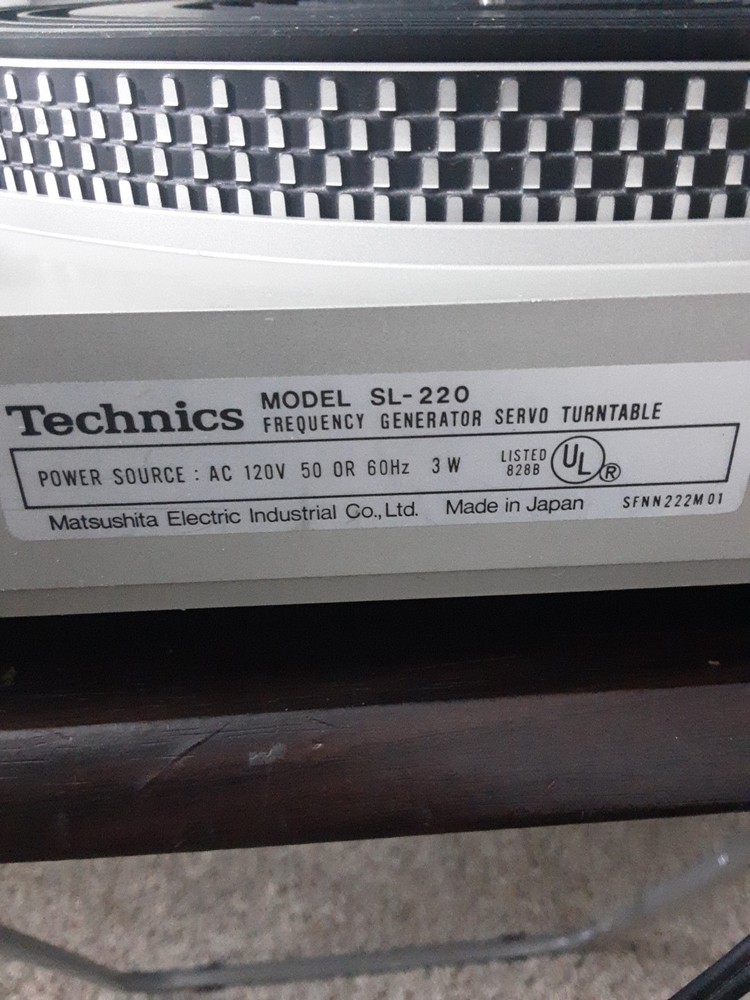 Technics MODEL SL-220
FREQUENCY GENERATOR SERVO TURNTABLE
POWER SOURCE : AC 120V 50 OR 60Hz 3W LISTED 828B UL ®
Matsushita Electric Industrial Co., Ltd. Made in Japan SFNN222M01